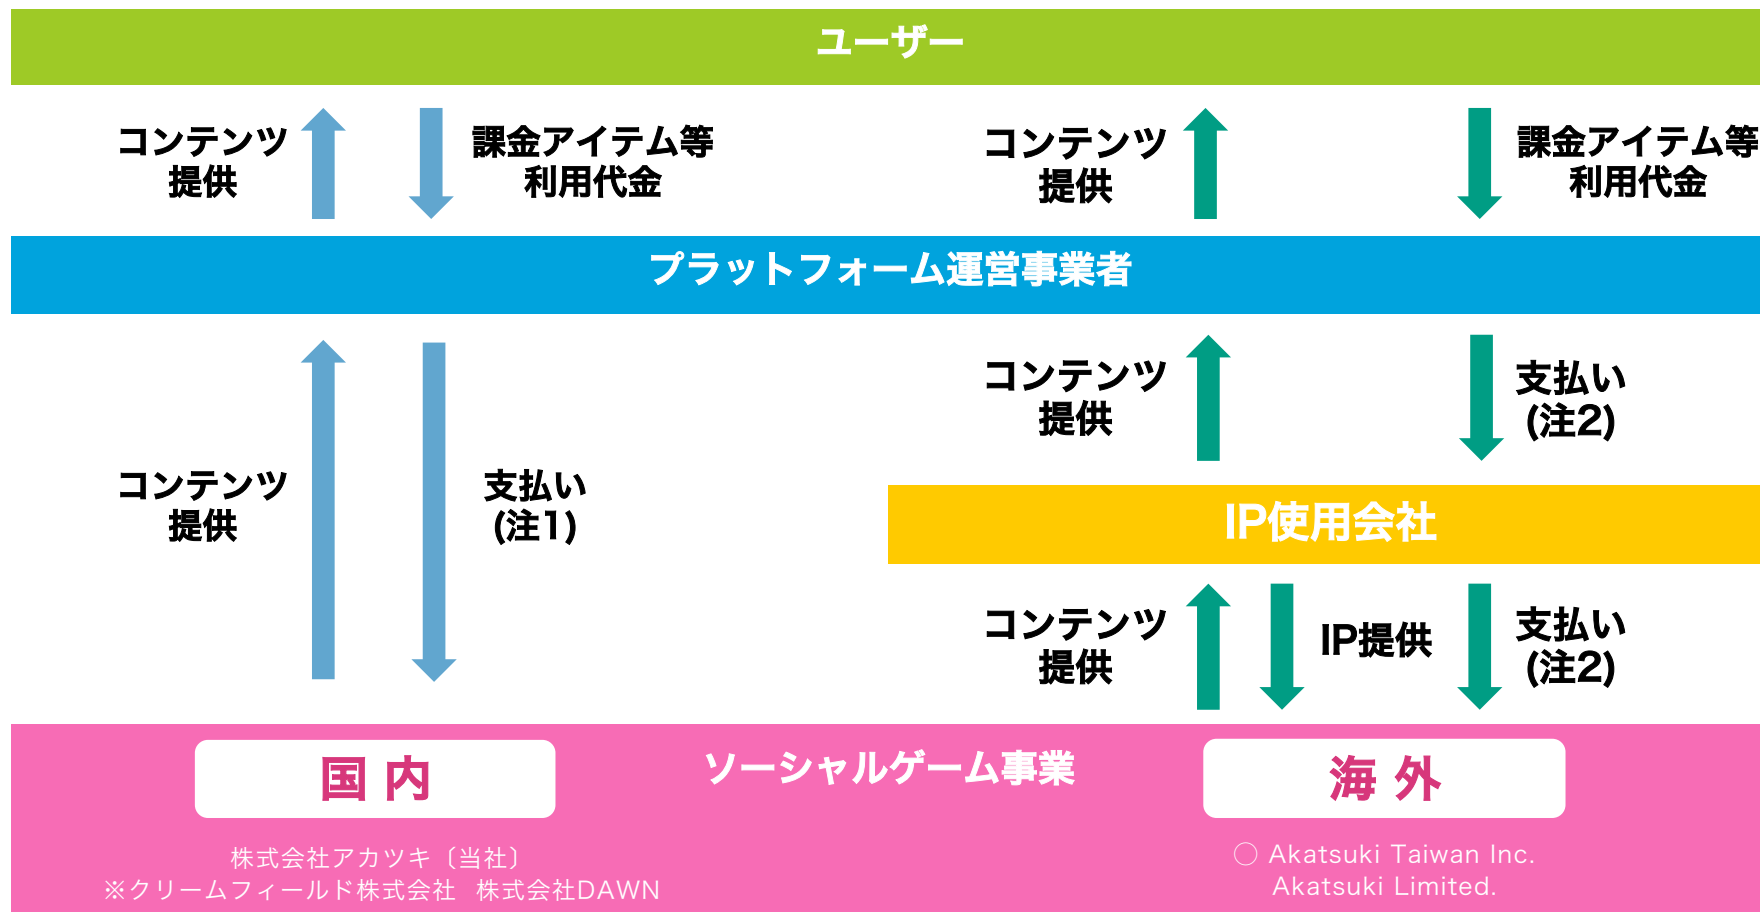 ユーザー
コンテンツ
提供
課金アイテム等
利用代金
コンテンツ
提供
課金アイテム等
利用代金
プラットフォーム運営事業者
コンテンツ
提供
支払い
(注1)
コンテンツ
提供
支払い
(注2)
IP使用会社
コンテンツ
提供
IP提供
支払い
(注2)
ソーシャルゲーム事業
国内
株式会社アカツキ〔当社〕
※クリームフィールド株式会社 株式会社DAWN
海外
○ Akatsuki Taiwan Inc.
Akatsuki Limited.